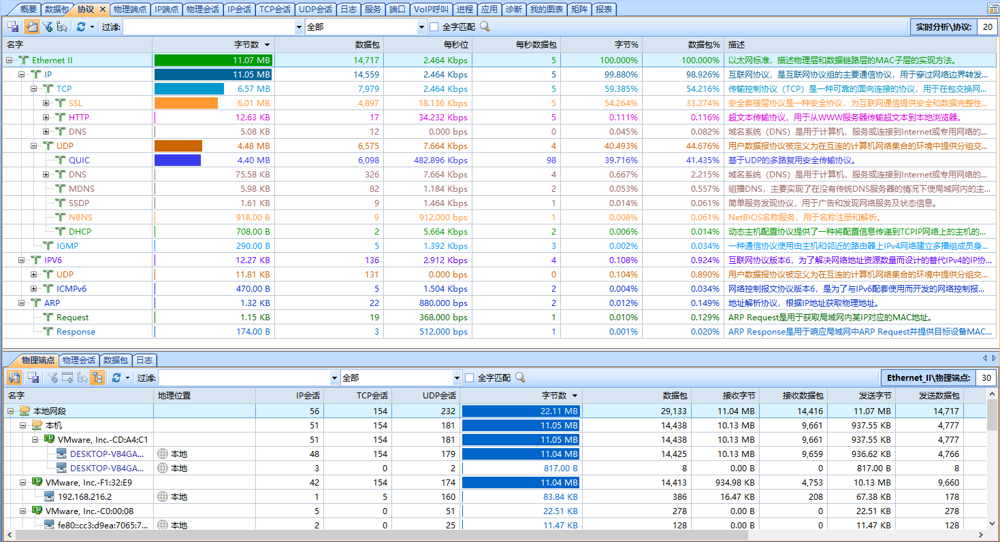 概要 数据包 协议 物理端点 IP端点 物理会话 IP会话 TCP会话 UDP会话 日志 服务 端口 VoIP呼叫 进程 应用 诊断 我的图表 矩阵 报表
过滤: 全部 全字匹配 实时分析\协议: 20
名字 字节数 数据包 每秒位 每秒数据包 字节% 数据包% 描述
Ethernet II 11.07 MB 14,717 2.464 Kbps 5 100.000% 100.000% 以太网标准，描述物理层和数据链路层的MAC子层的实现方法。
IP 11.05 MB 14,559 2.464 Kbps 5 99.880% 98.926% 互联网协议，是互联网协议组的主要通信协议，用于穿过网络边界转发...
TCP 6.57 MB 7,979 2.464 Kbps 5 59.385% 54.216% 传输控制协议（TCP）是一种可靠的面向连接的协议，用于在包交换网...
SSL 6.01 MB 4,897 18.136 Kbps 5 54.264% 33.274% 安全套接层协议是一种安全协议，为互联网通信提供安全和数据完整性...
HTTP 12.63 KB 17 34.232 Kbps 5 0.111% 0.116% 超文本传输协议，用于从WWW服务器传输超文本到本地浏览器。
DNS 5.08 KB 12 0.000 bps 0 0.045% 0.082% 域名系统（DNS）是用于计算机，服务或连接到Internet或专用网络的...
UDP 4.48 MB 6,575 7.664 Kbps 4 40.493% 44.676% 用户数据报协议被定义为在互连的计算机网络集合的环境中提供分组交...
QUIC 4.40 MB 6,098 482.896 Kbps 98 39.716% 41.435% 基于UDP的多路复用安全传输协议。
DNS 75.58 KB 326 7.664 Kbps 4 0.667% 2.215% 域名系统（DNS）是用于计算机，服务或连接到Internet或专用网络的...
MDNS 5.98 KB 82 1.184 Kbps 2 0.053% 0.557% 组播DNS，主要实现了在没有传统DNS服务器的情况下使局域网内的主...
SSDP 1.61 KB 9 1.464 Kbps 1 0.014% 0.061% 简单服务发现协议，用于广告和发现网络服务及状态信息。
NBNS 918.00 B 9 912.000 bps 1 0.008% 0.061% NetBIOS名称服务，用于名称注册和解析。
DHCP 708.00 B 2 5.664 Kbps 2 0.006% 0.014% 动态主机配置协议提供了一种将配置信息传递到TCPIP网络上的主机的...
IGMP 290.00 B 5 1.392 Kbps 3 0.002% 0.034% 一种通信协议使用由主机和邻近的路由器上IPv4网络建立多播组成员身...
IPV6 12.27 KB 136 2.912 Kbps 4 0.108% 0.924% 互联网协议版本6，为了解决网络地址资源数量而设计的替代IPv4的IP协...
UDP 11.81 KB 131 0.000 bps 0 0.104% 0.890% 用户数据报协议被定义为在互连的计算机网络集合的环境中提供分组交...
ICMPv6 470.00 B 5 1.504 Kbps 2 0.004% 0.034% 网络控制报文协议版本6，是为了与IPv6配套使用而开发的网络控制报...
ARP 1.32 KB 22 880.000 bps 2 0.012% 0.149% 地址解析协议，根据IP地址获取物理地址。
Request 1.15 KB 19 368.000 bps 1 0.010% 0.129% ARP Request是用于获取局域网内某IP对应的MAC地址。
Response 174.00 B 3 512.000 bps 1 0.001% 0.020% ARP Response是用于响应局域网中ARP Request并提供目标设备MAC...
物理端点 物理会话 数据包 日志
过滤: 全部 全字匹配 Ethernet_II\物理端点: 30
名字 地理位置 IP会话 TCP会话 UDP会话 字节数 数据包 接收字节 接收数据包 发送字节 发送数据包
本地网段 56 154 232 22.11 MB 29,133 11.04 MB 14,416 11.07 MB 14,717
本机 51 154 181 11.05 MB 14,438 10.13 MB 9,661 937.55 KB 4,777
VMware, Inc.-CD:A4:C1 51 154 181 11.05 MB 14,438 10.13 MB 9,661 937.55 KB 4,777
DESKTOP-V84GA... 本地 48 154 179 11.04 MB 14,425 10.13 MB 9,659 936.62 KB 4,766
DESKTOP-V84GA... 本地 3 0 2 817.00 B 8 0.00 B 0 817.00 B 8
VMware, Inc.-F1:32:E9 42 154 174 11.04 MB 14,413 934.98 KB 4,753 10.13 MB 9,660
192.168.216.2 本地 1 5 160 83.84 KB 386 16.47 KB 208 67.38 KB 178
VMware, Inc.-C0:00:08 5 0 51 22.51 KB 278 0.00 B 0 22.51 KB 278
fe80::cc3:d9ea:7065:7... 本地 2 0 25 11.47 KB 128 0.00 B 0 11.47 KB 128